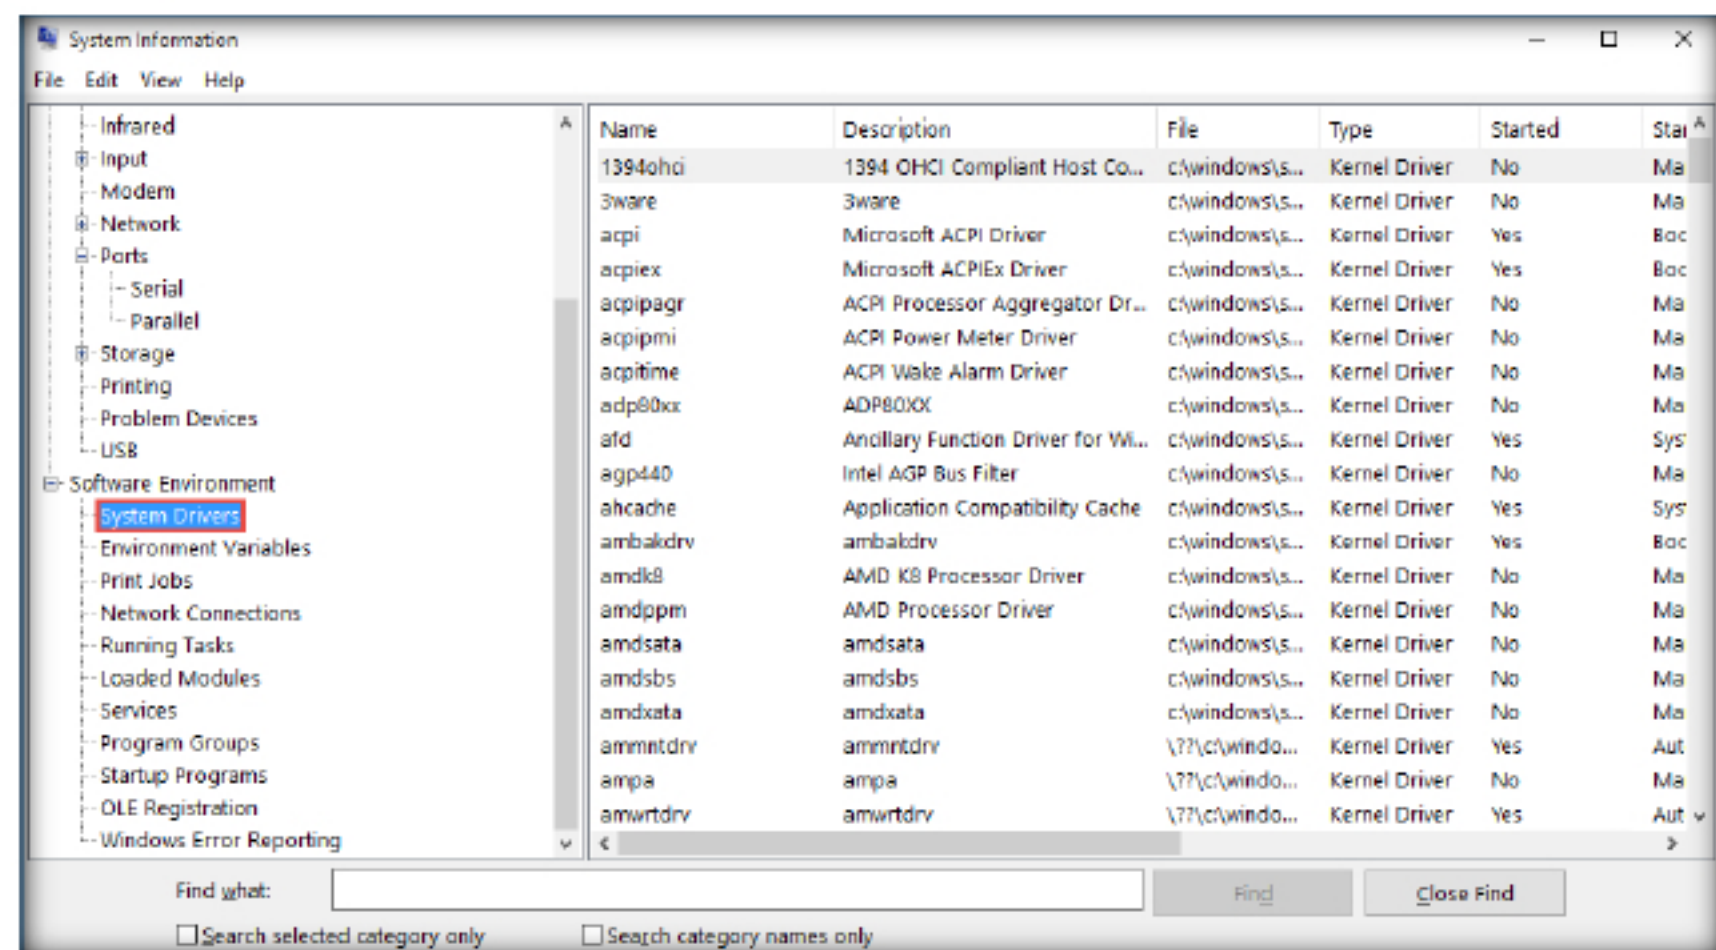 System Information
File Edit View Help
Infrared
Input
Modem
Network
Ports
Serial
Parallel
Storage
Printing
Problem Devices
USB
Software Environment
System Drivers
Environment Variables
Print Jobs
Network Connections
Running Tasks
Loaded Modules
Services
Program Groups
Startup Programs
OLE Registration
Windows Error Reporting
Name Description File Type Started Star
1394ohci 1394 OHCI Compliant Host Co... c:\windows\s... Kernel Driver No Ma
3ware 3ware c:\windows\s... Kernel Driver No Ma
acpi Microsoft ACPI Driver c:\windows\s... Kernel Driver Yes Boc
acpiex Microsoft ACPIEx Driver c:\windows\s... Kernel Driver Yes Boc
acpipagr ACPI Processor Aggregator Dr... c:\windows\s... Kernel Driver No Ma
acpipmi ACPI Power Meter Driver c:\windows\s... Kernel Driver No Ma
acpitime ACPI Wake Alarm Driver c:\windows\s... Kernel Driver No Ma
adp80xx ADP80XX c:\windows\s... Kernel Driver No Ma
afd Ancillary Function Driver for Wi... c:\windows\s... Kernel Driver Yes Sys
agp440 Intel AGP Bus Filter c:\windows\s... Kernel Driver No Ma
ahcache Application Compatibility Cache c:\windows\s... Kernel Driver Yes Sys
ambakdrv ambakdrv c:\windows\s... Kernel Driver Yes Boc
amdk8 AMD K8 Processor Driver c:\windows\s... Kernel Driver No Ma
amdppm AMD Processor Driver c:\windows\s... Kernel Driver No Ma
amdsata amdsata c:\windows\s... Kernel Driver No Ma
amdsbs amdsbs c:\windows\s... Kernel Driver No Ma
amdxata amdxata c:\windows\s... Kernel Driver No Ma
ammntdrv ammntdrv \??\c:\windo... Kernel Driver Yes Aut
ampa ampa \??\c:\windo... Kernel Driver No Ma
amwrtdrv amwrtdrv \??\c:\windo... Kernel Driver Yes Aut
Find what: Find Close Find
Search selected category only Search category names only